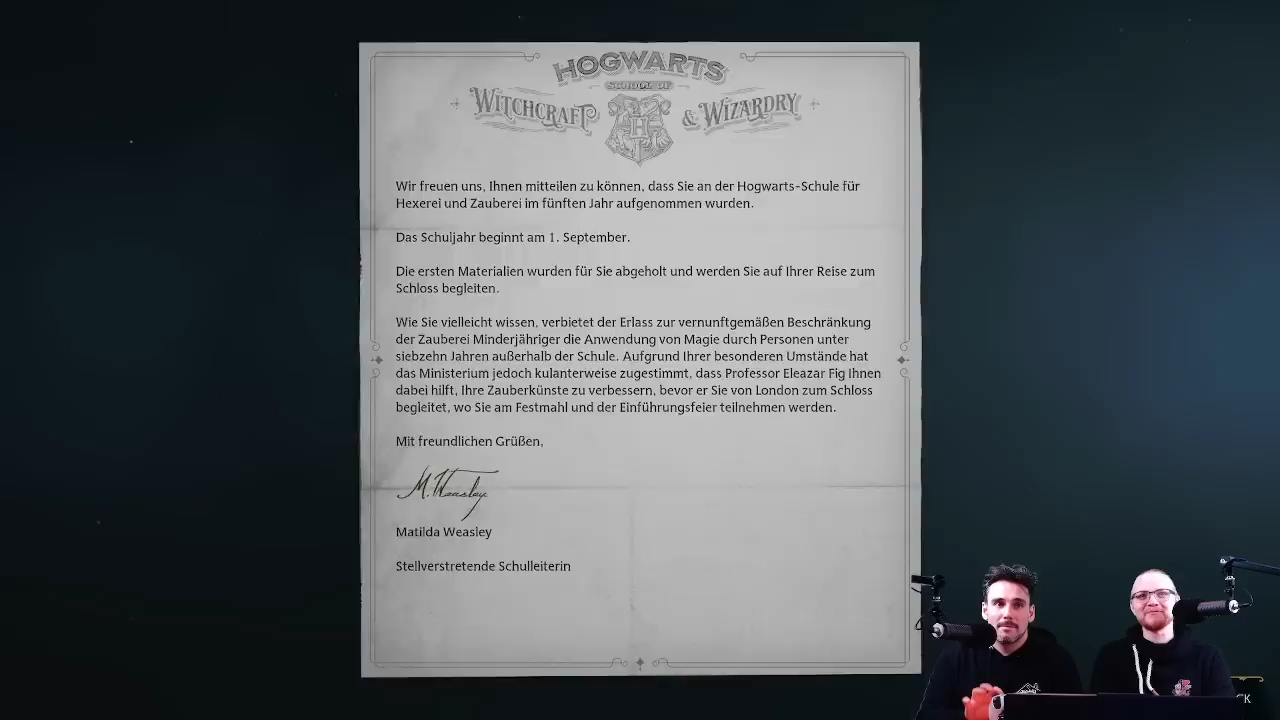 HOGWARTS
SCHOOL OF
WITCHCRAFT & WIZARDRY
H
Wir freuen uns, Ihnen mitteilen zu können, dass Sie an der Hogwarts-Schule für
Hexerei und Zauberei im fünften Jahr aufgenommen wurden.
Das Schuljahr beginnt am 1. September.
Die ersten Materialien wurden für Sie abgeholt und werden Sie auf Ihrer Reise zum
Schloss begleiten.
Wie Sie vielleicht wissen, verbietet der Erlass zur vernunftgemäßen Beschränkung
der Zauberei Minderjähriger die Anwendung von Magie durch Personen unter
siebzehn Jahren außerhalb der Schule. Aufgrund Ihrer besonderen Umstände hat
das Ministerium jedoch kulanterweise zugestimmt, dass Professor Eleazar Fig Ihnen
dabei hilft, Ihre Zauberkünste zu verbessern, bevor er Sie von London zum Schloss
begleitet, wo Sie am Festmahl und der Einführungsfeier teilnehmen werden.
Mit freundlichen Grüßen,
M. Weasley
Matilda Weasley
Stellverstretende Schulleiterin